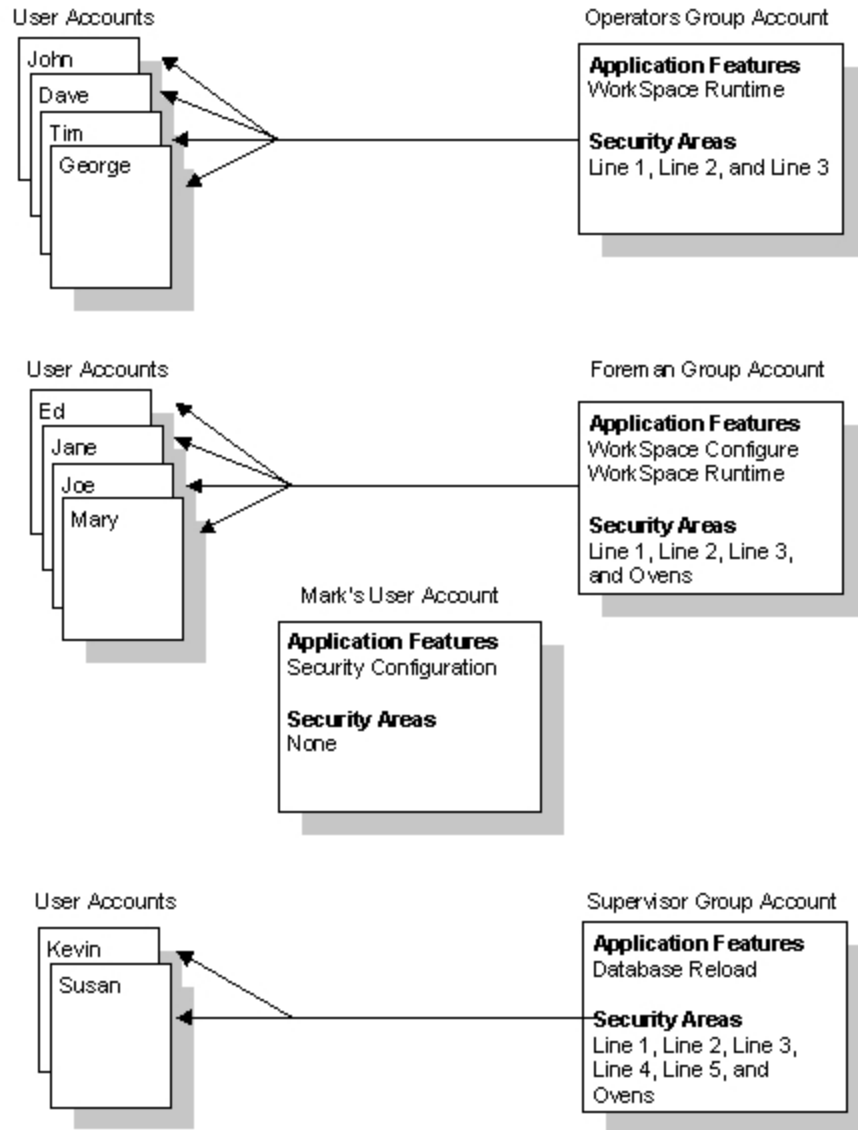 User Accounts
Operators Group Account
John
Dave
Tim
George
Application Features
WorkSpace Runtime
Security Areas
Line 1, Line 2, and Line 3
User Accounts
Foreman Group Account
Ed
Jane
Joe
Mary
Application Features
WorkSpace Configure
WorkSpace Runtime
Security Areas
Line 1, Line 2, Line 3,
and Ovens
Mark's User Account
Application Features
Security Configuration
Security Areas
None
User Accounts
Supervisor Group Account
Kevin
Susan
Application Features
Database Reload
Security Areas
Line 1, Line 2, Line 3,
Line 4, Line 5, and
Ovens